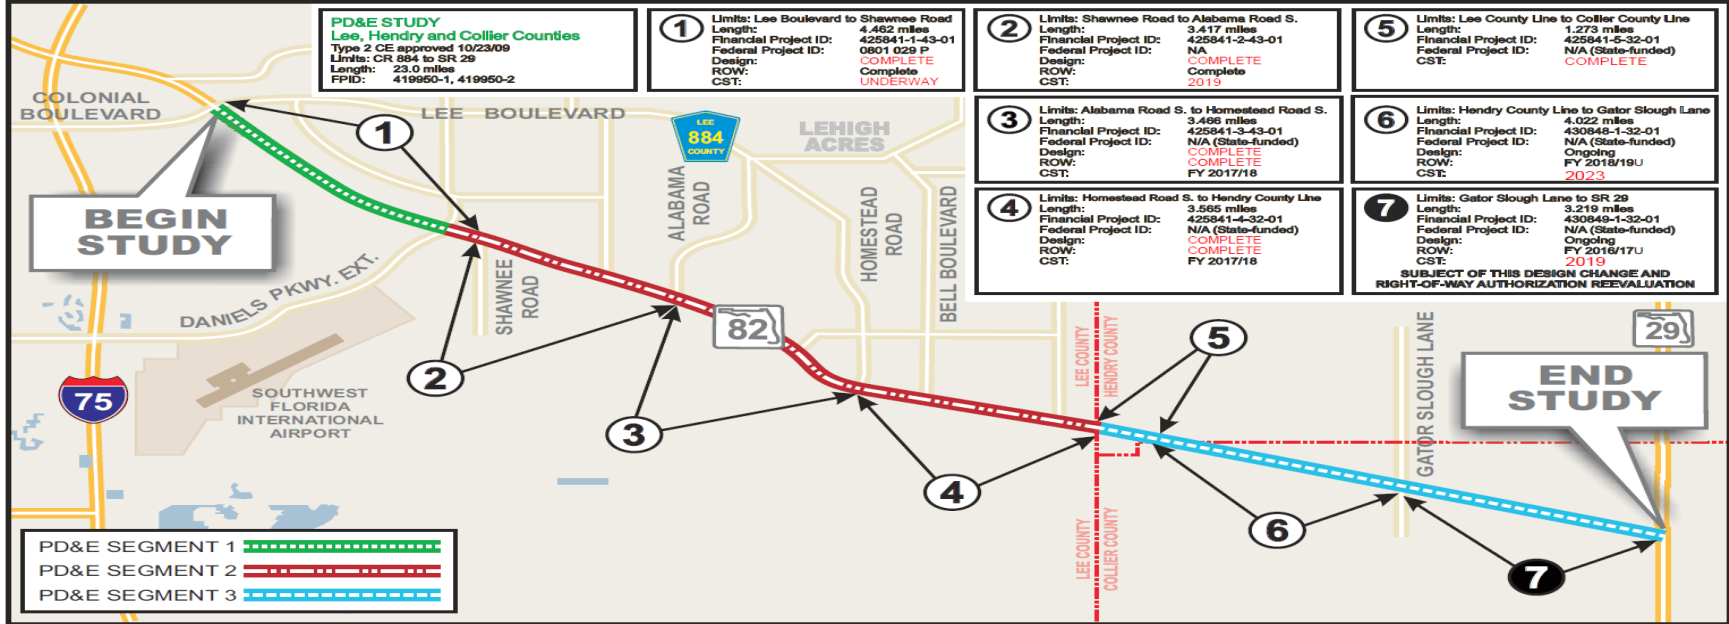 PD&E STUDY
Lee, Hendry and Collier Counties
Type 2 CE approved 10/23/09
Limits: CR 884 to SR 29
Length: 23.0 miles
FPID: 419950-1, 419950-2
1
Limits: Lee Boulevard to Shawnee Road
Length: 4.462 miles
Financial Project ID: 425841-1-43-01
Federal Project ID: 0801 029 P
Design: COMPLETE
ROW: Complete
CST: UNDERWAY
2
Limits: Shawnee Road to Alabama Road S.
Length: 3.417 miles
Financial Project ID: 425841-2-43-01
Federal Project ID: NA
Design: COMPLETE
ROW: Complete
CST: 2019
5
Limits: Lee County Line to Collier County Line
Length: 1.273 miles
Financial Project ID: 425841-5-32-01
Federal Project ID: N/A (State-funded)
CST: COMPLETE
3
Limits: Alabama Road S. to Homestead Road S.
Length: 3.466 miles
Financial Project ID: 425841-3-43-01
Federal Project ID: N/A (State-funded)
Design: COMPLETE
ROW: COMPLETE
CST: FY 2017/18
6
Limits: Hendry County Line to Gator Slough Lane
Length: 4.022 miles
Financial Project ID: 430848-1-32-01
Federal Project ID: N/A (State-funded)
Design: Ongoing
ROW: FY 2018/19U
CST: 2023
4
Limits: Homestead Road S. to Hendry County Line
Length: 3.565 miles
Financial Project ID: 425841-4-32-01
Federal Project ID: N/A (State-funded)
Design: COMPLETE
ROW: COMPLETE
CST: FY 2017/18
7
Limits: Gator Slough Lane to SR 29
Length: 3.219 miles
Financial Project ID: 430849-1-32-01
Federal Project ID: N/A (State-funded)
Design: Ongoing
ROW: FY 2016/17U
CST: 2019
SUBJECT OF THIS DESIGN CHANGE AND
RIGHT-OF-WAY AUTHORIZATION REEVALUATION
COLONIAL
BOULEVARD
LEE BOULEVARD
1
LEE
884
COUNTY
LEHIGH
ACRES
BEGIN
STUDY
ALABAMA
ROAD
HOMESTEAD
ROAD
BELL BOULEVARD
SHAWNEE
ROAD
DANIELS PKWY. EXT.
82
29
LEE COUNTY
HENDRY COUNTY
5
GATOR SLOUGH LANE
END
STUDY
2
75
SOUTHWEST
FLORIDA
INTERNATIONAL
AIRPORT
3
4
6
7
LEE COUNTY
COLLIER COUNTY
PD&E SEGMENT 1
PD&E SEGMENT 2
PD&E SEGMENT 3